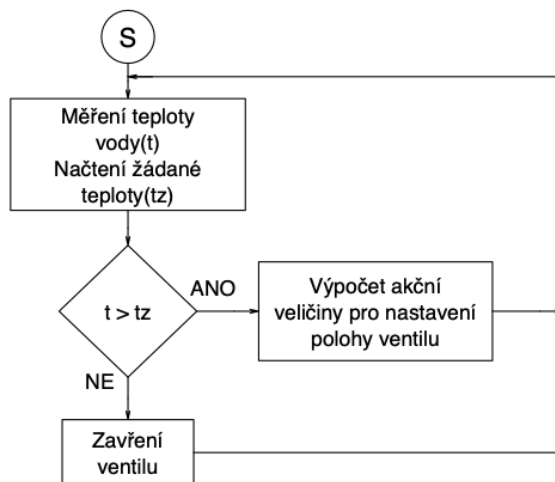 S
Měření teploty
vody(t)
Načtení žádané
teploty(tz)
t > tz
ANO
Výpočet akční
veličiny pro nastavení
polohy ventilu
NE
Zavření
ventilu